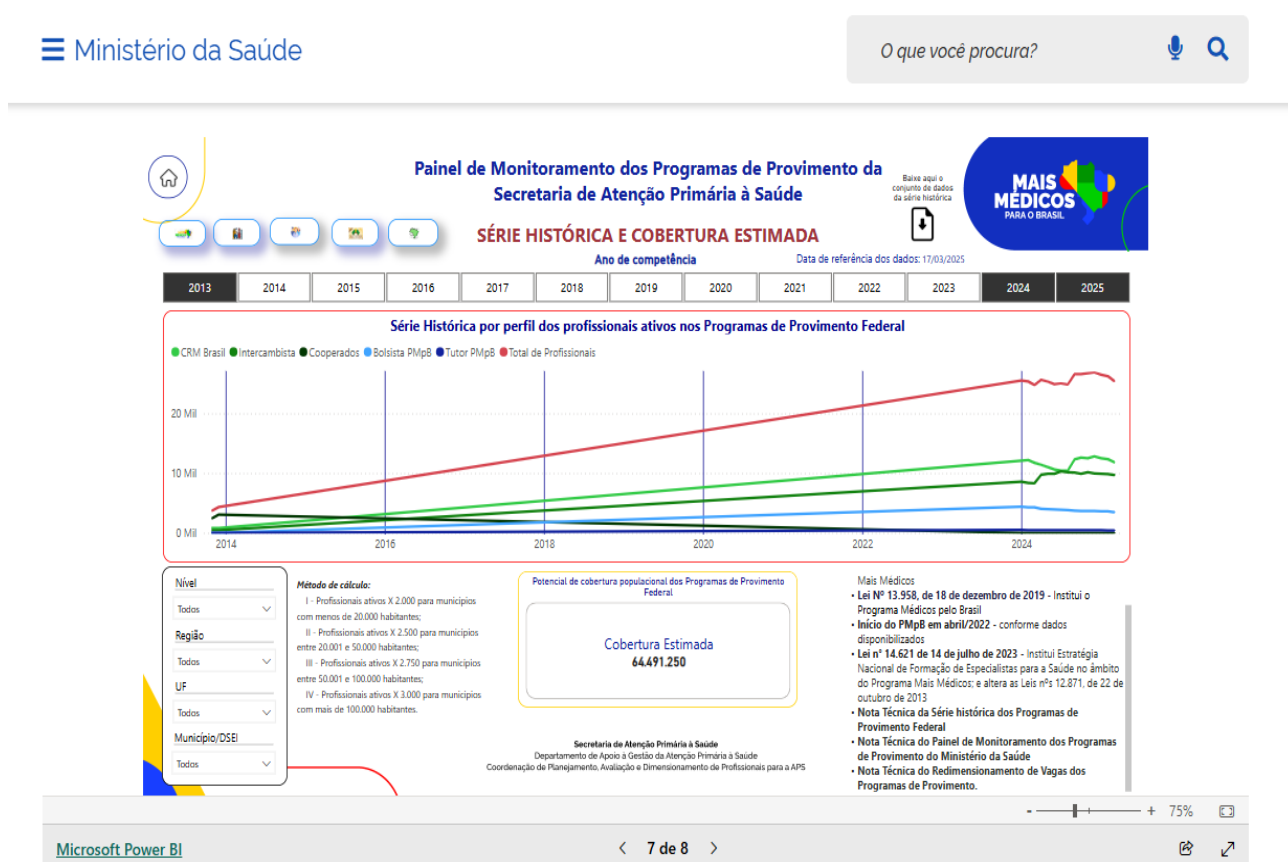 Ministério da Saúde
O que você procura?
Painel de Monitoramento dos Programas de Provimento da
Secretaria de Atenção Primária à Saúde
SÉRIE HISTÓRICA E COBERTURA ESTIMADA
Baixe aqui o
conjunto de dados
da série histórica
MAIS
MÉDICOS
PARA O BRASIL
Ano de competência
Data de referência dos dados: 17/03/2025
2013 2014 2015 2016 2017 2018 2019 2020 2021 2022 2023 2024 2025
Série Histórica por perfil dos profissionais ativos nos Programas de Provimento Federal
CRM Brasil Intercambista Cooperados Bolsista PMpB Tutor PMpB Total de Profissionais
20 Mil
10 Mil
0 Mil
2014 2016 2018 2020 2022 2024
Nível
Todos
Região
Todos
UF
Todos
Município/DSEI
Todos
Método de cálculo:
I - Profissionais ativos X 2.000 para municípios
com menos de 20.000 habitantes;
II - Profissionais ativos X 2.500 para municípios
entre 20.001 e 50.000 habitantes;
III - Profissionais ativos X 2.750 para municípios
entre 50.001 e 100.000 habitantes;
IV - Profissionais ativos X 3.000 para municípios
com mais de 100.000 habitantes.
Potencial de cobertura populacional dos Programas de Provimento
Federal
Cobertura Estimada
64.491.250
Secretaria de Atenção Primária à Saúde
Departamento de Apoio à Gestão da Atenção Primária à Saúde
Coordenação de Planejamento, Avaliação e Dimensionamento de Profissionais para a APS
Mais Médicos
• Lei Nº 13.958, de 18 de dezembro de 2019 - Institui o
Programa Médicos pelo Brasil
• Início do PMpB em abril/2022 - conforme dados
disponibilizados
• Lei n° 14.621 de 14 de julho de 2023 - Institui Estratégia
Nacional de Formação de Especialistas para a Saúde no âmbito
do Programa Mais Médicos; e altera as Leis nºs 12.871, de 22 de
outubro de 2013
• Nota Técnica da Série histórica dos Programas de
Provimento Federal
• Nota Técnica do Painel de Monitoramento dos Programas
de Provimento do Ministério da Saúde
• Nota Técnica do Redimensionamento de Vagas dos
Programas de Provimento.
- + 75%
Microsoft Power BI
< 7 de 8 >